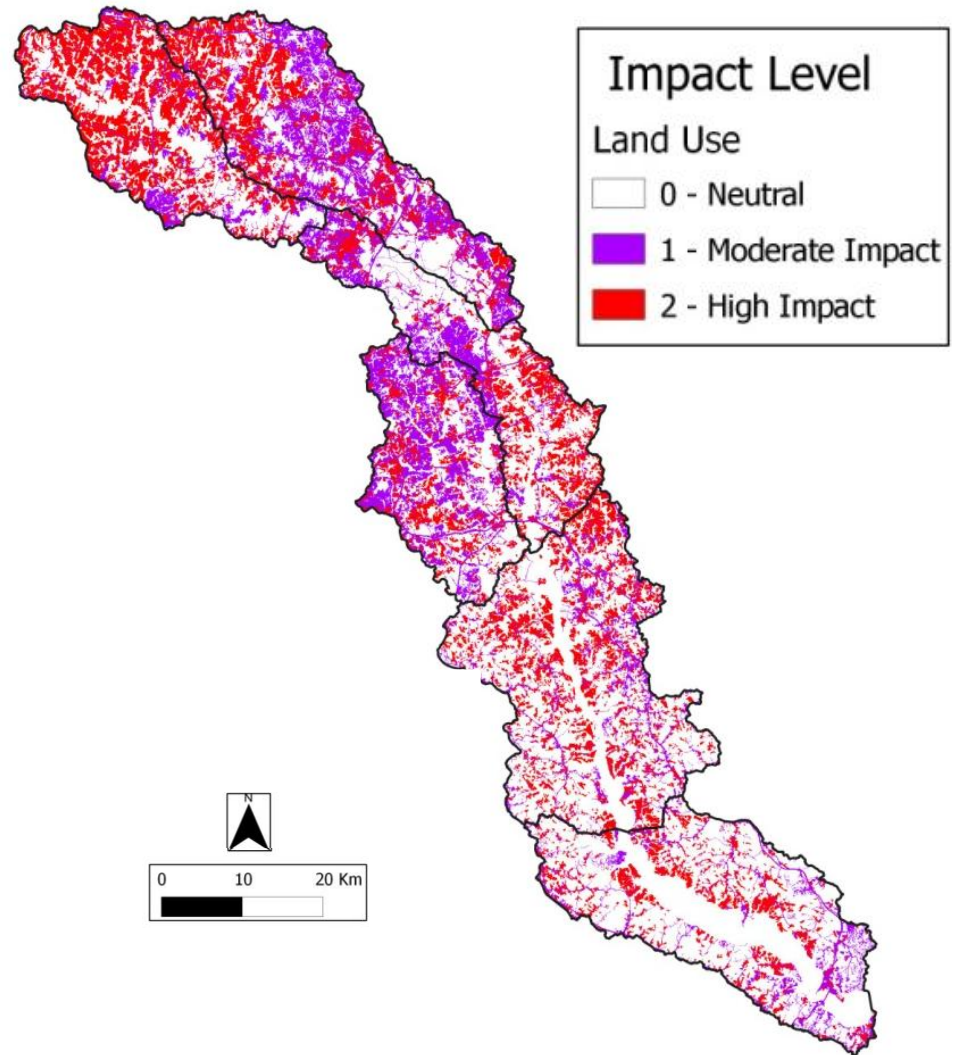 Impact Level
Land Use
0 - Neutral
1 - Moderate Impact
2 - High Impact
N
0 10 20 Km